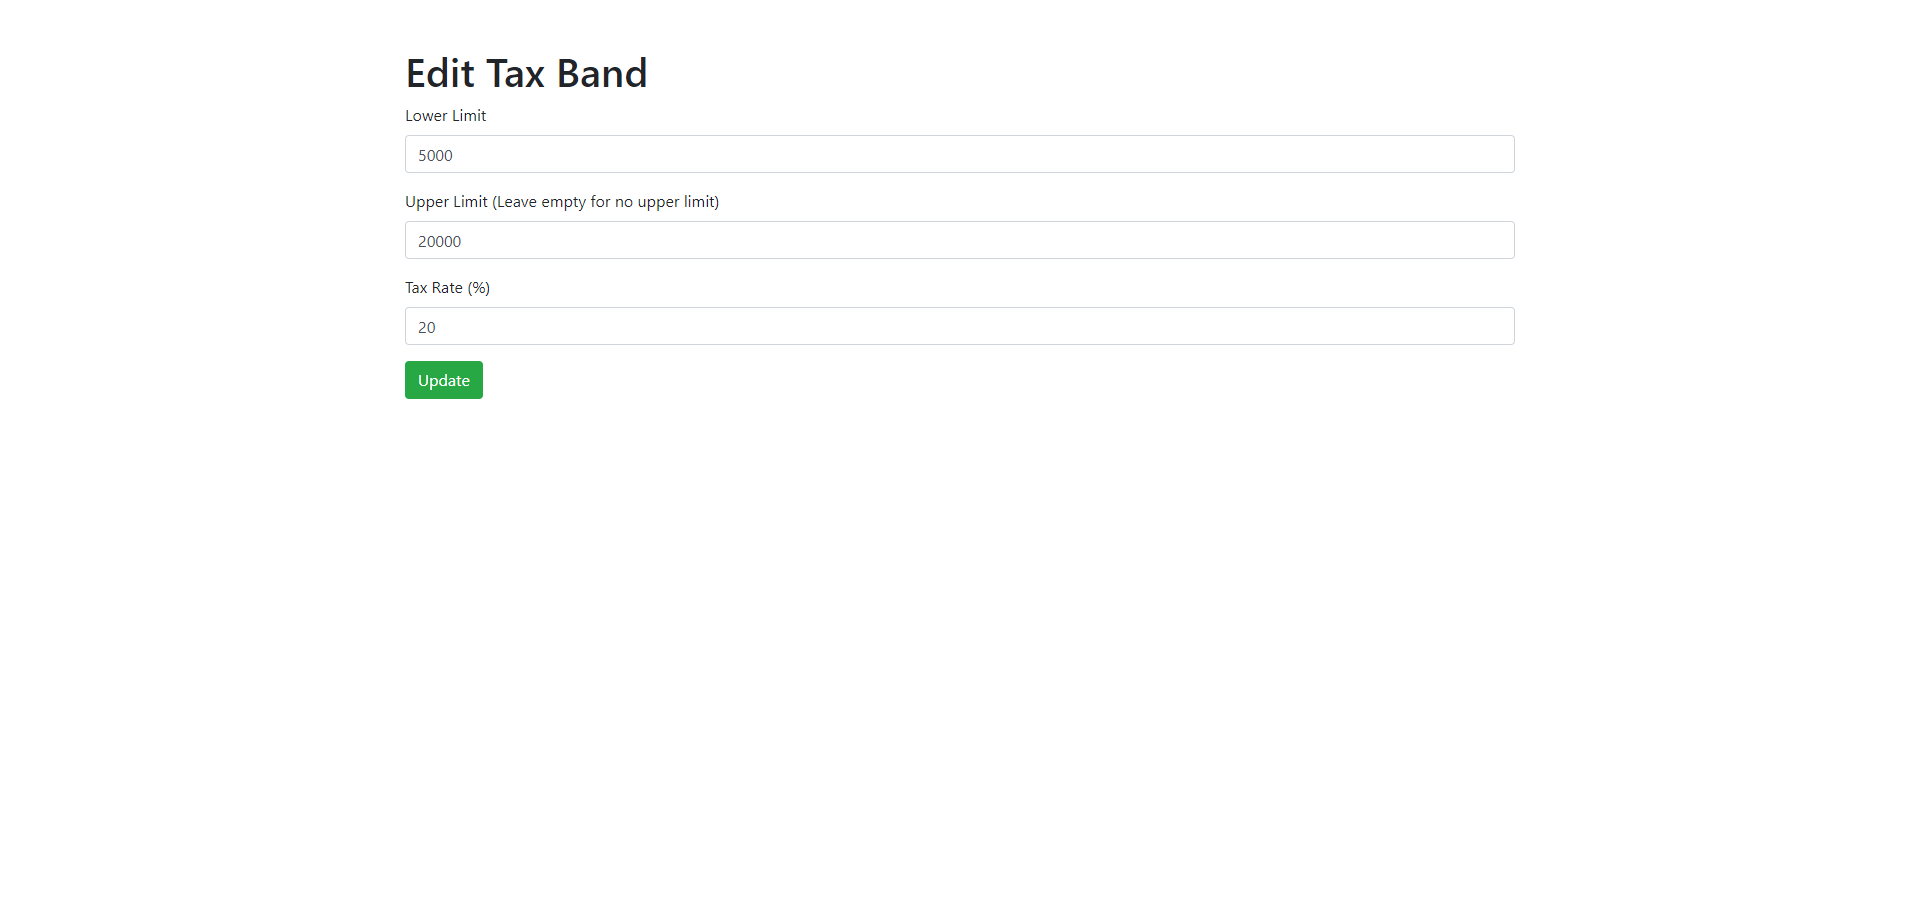 Edit Tax Band
Lower Limit
5000
Upper Limit (Leave empty for no upper limit)
20000
Tax Rate (%)
20
Update